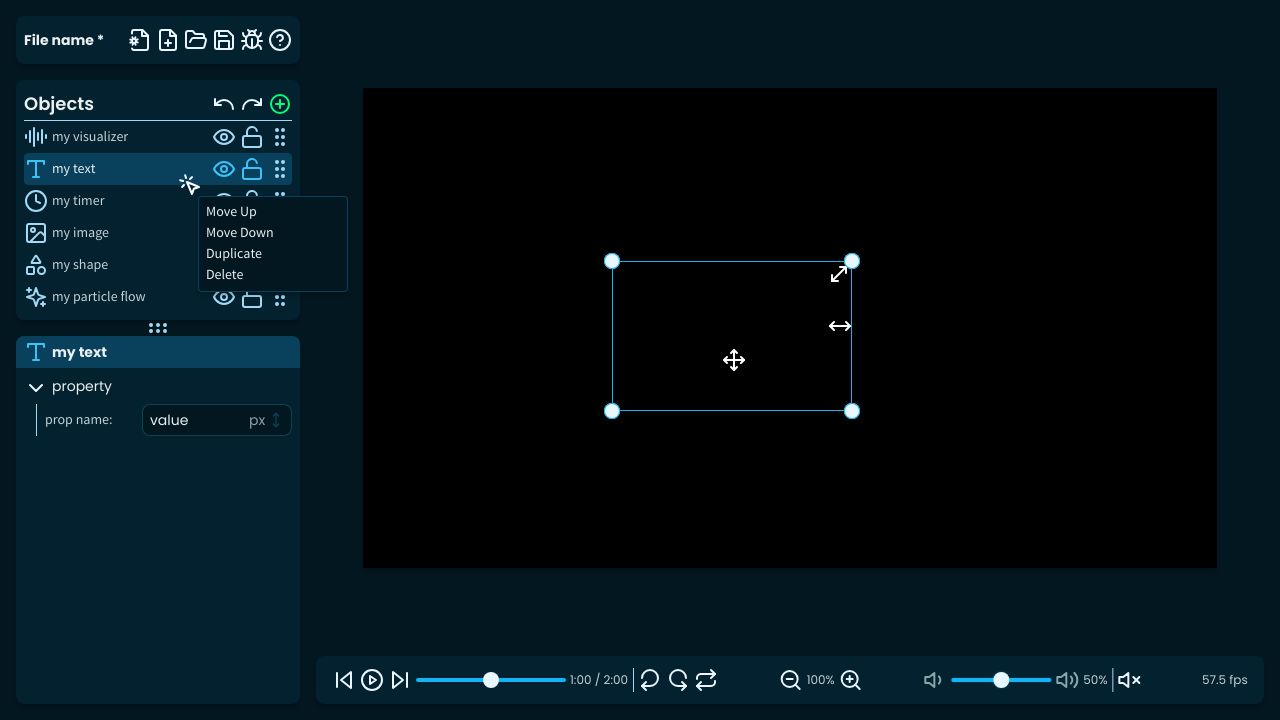 File name *
Objects
my visualizer
my text
my timer
my image
my shape
my particle flow
Move Up
Move Down
Duplicate
Delete
my text
property
prop name:
value px
1:00 / 2:00
100%
50%
57.5 fps